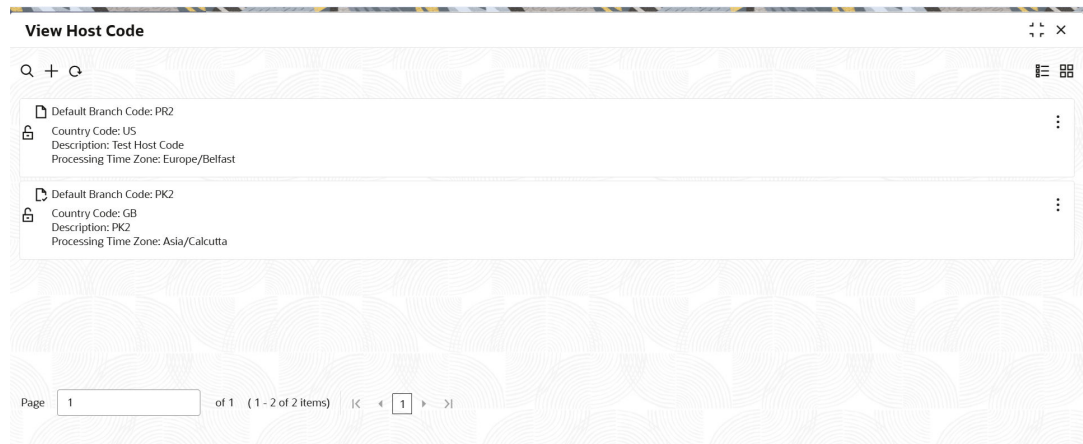 View Host Code
Default Branch Code: PR2
Country Code: US
Description: Test Host Code
Processing Time Zone: Europe/Belfast
Default Branch Code: PK2
Country Code: GB
Description: PK2
Processing Time Zone: Asia/Calcutta
Page 1 of 1 ( 1 - 2 of 2 items) 1